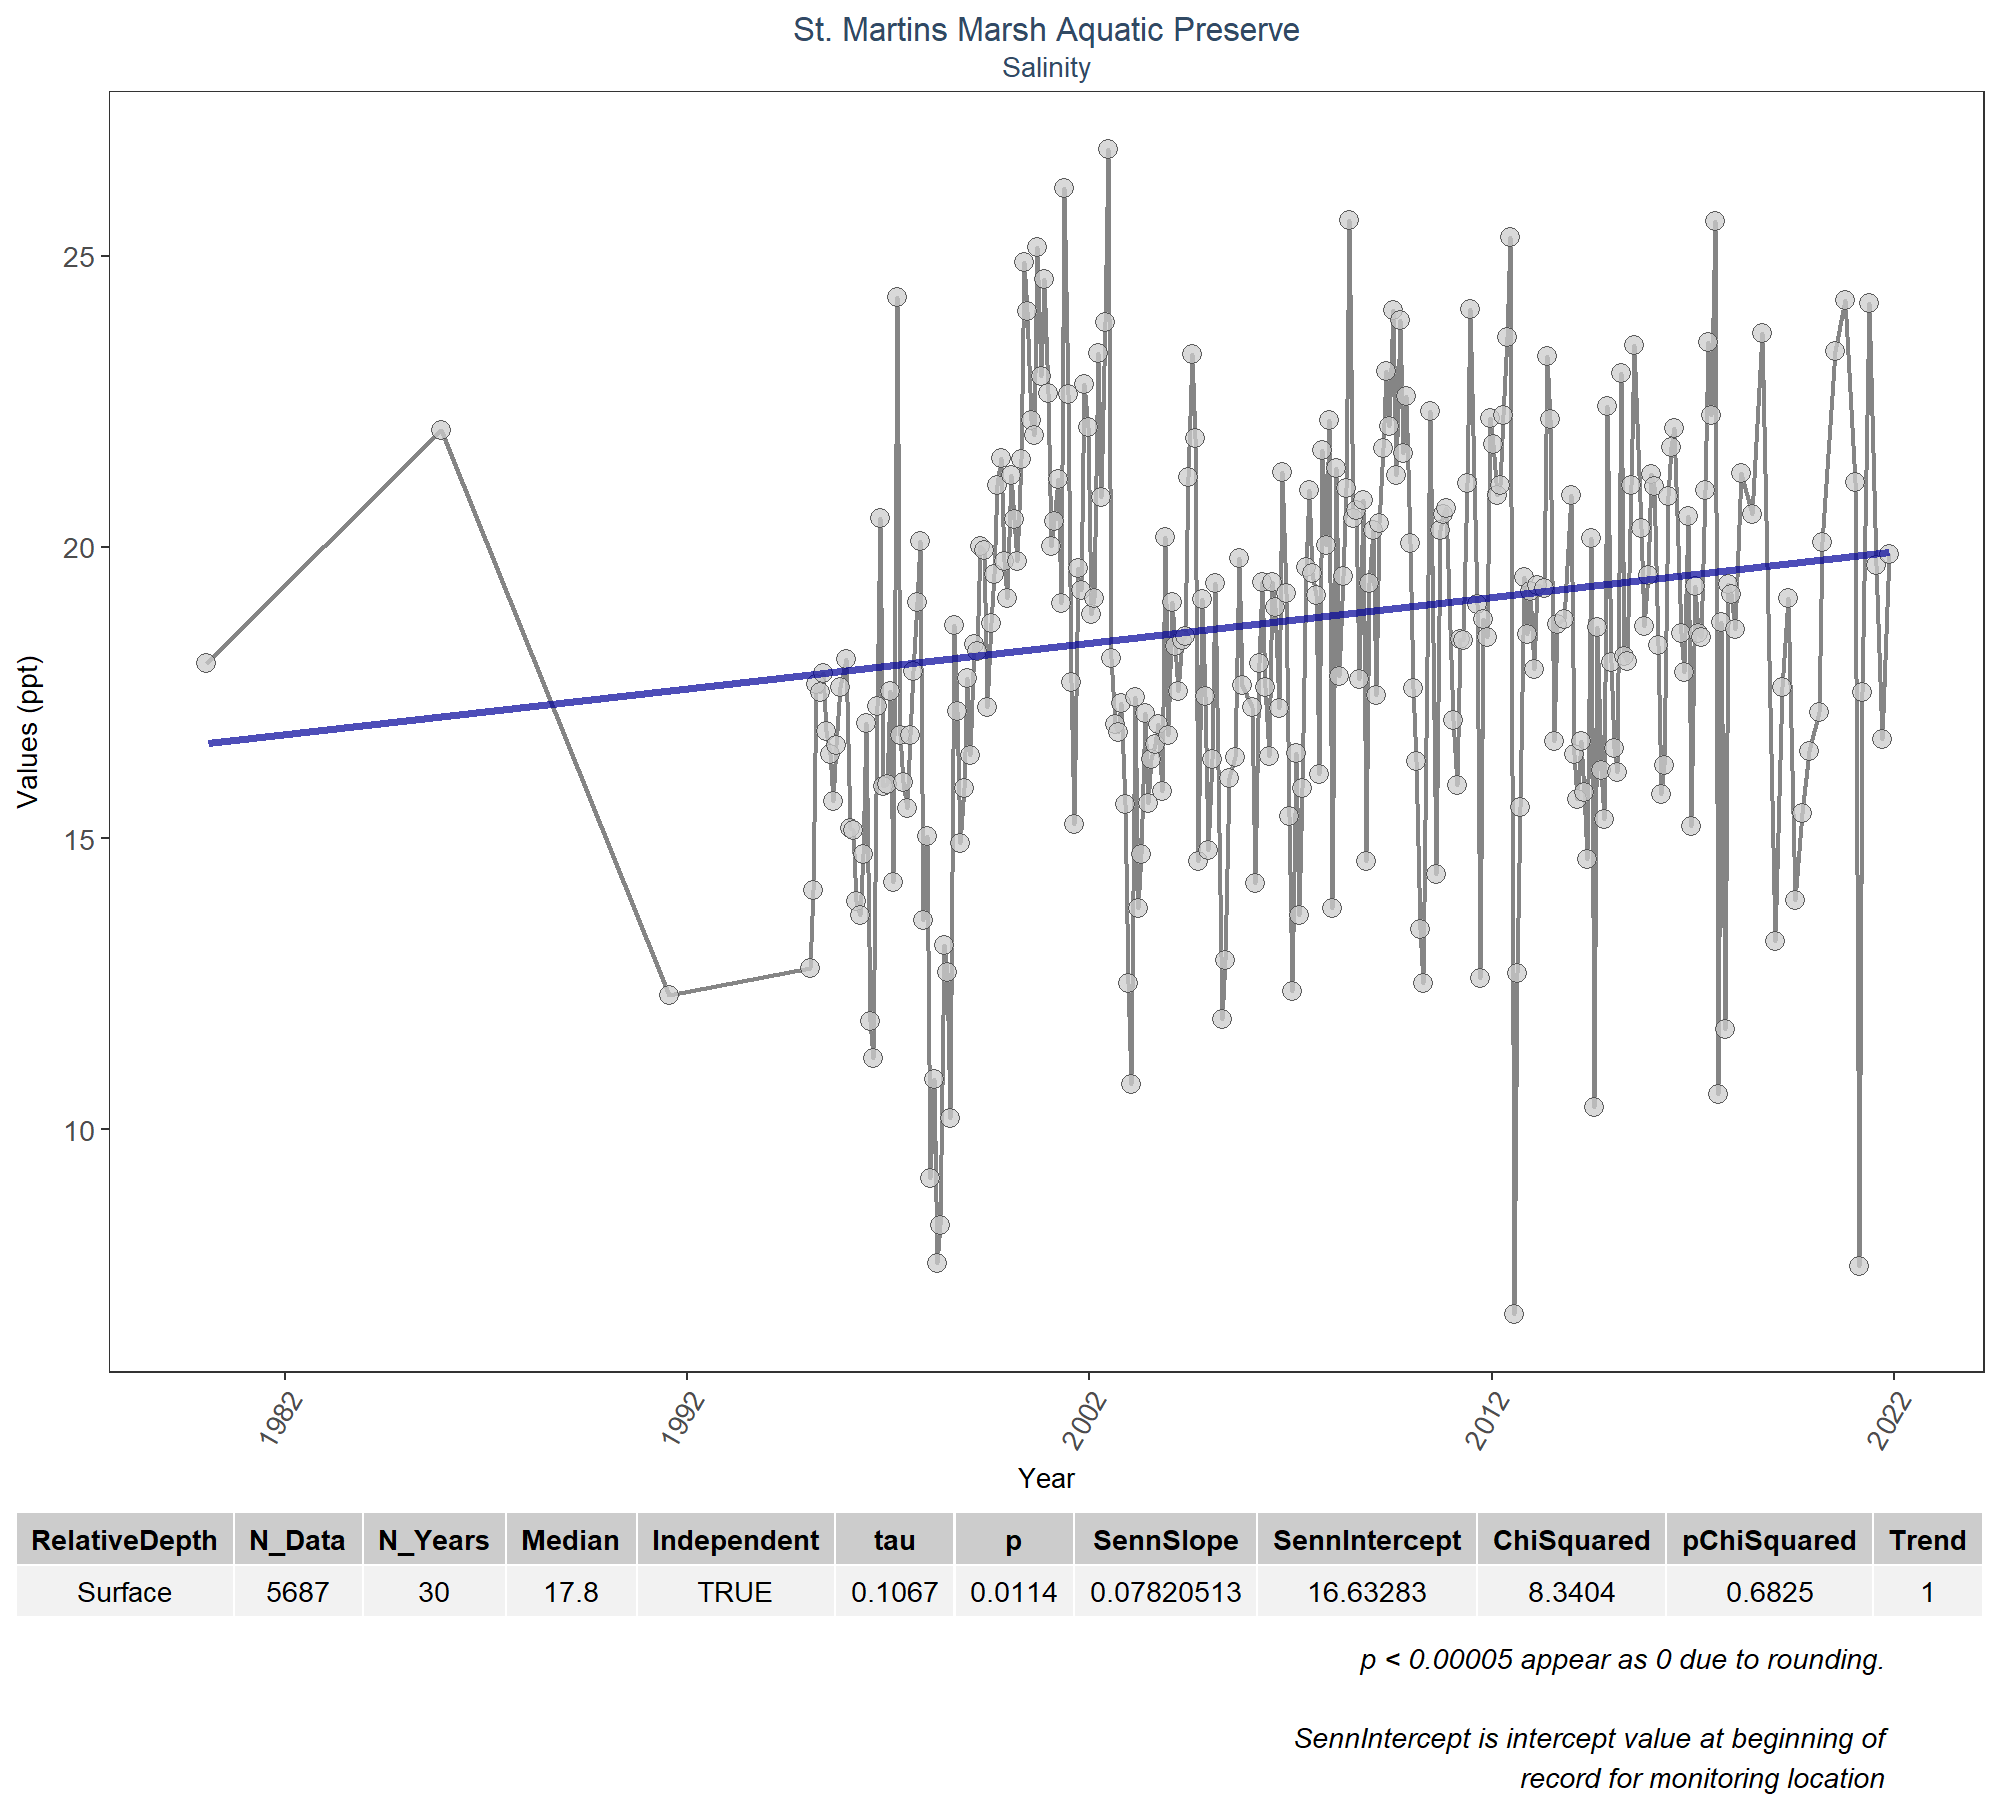 St. Martins Marsh Aquatic Preserve
Salinity
Values (ppt)
25
20
15
10
1982
1992
2002
2012
2022
Year
RelativeDepth N_Data N_Years Median Independent tau p SennSlope SennIntercept ChiSquared pChiSquared Trend
Surface 5687 30 17.8 TRUE 0.1067 0.0114 0.07820513 16.63283 8.3404 0.6825 1
p < 0.00005 appear as 0 due to rounding.
SennIntercept is intercept value at beginning of
record for monitoring location